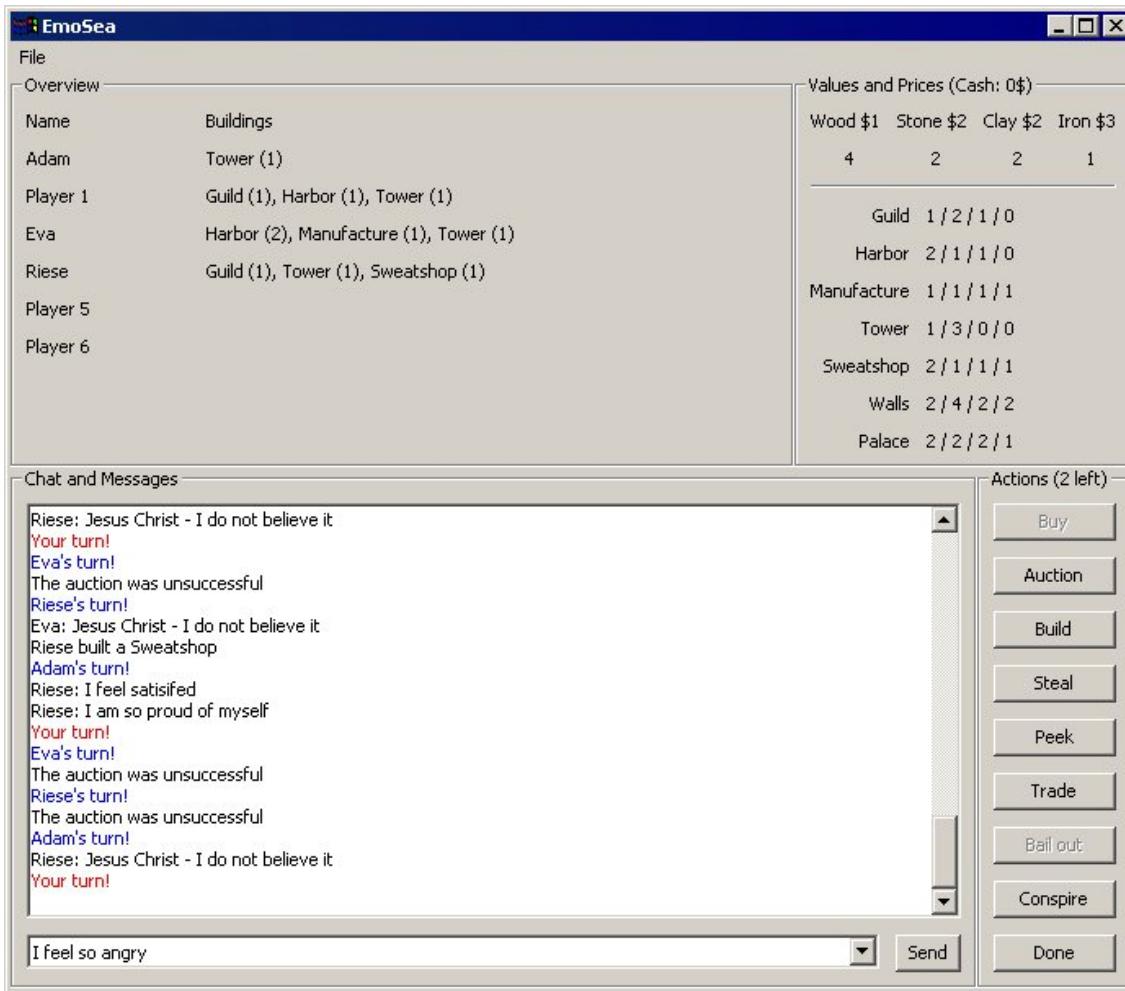 EmoSea
File
Overview
Name Buildings
Adam Tower (1)
Player 1 Guild (1), Harbor (1), Tower (1)
Eva Harbor (2), Manufacture (1), Tower (1)
Riese Guild (1), Tower (1), Sweatshop (1)
Player 5
Player 6
Values and Prices (Cash: 0$)
Wood $1 Stone $2 Clay $2 Iron $3
4 2 2 1
Guild 1 / 2 / 1 / 0
Harbor 2 / 1 / 1 / 0
Manufacture 1 / 1 / 1 / 1
Tower 1 / 3 / 0 / 0
Sweatshop 2 / 1 / 1 / 1
Walls 2 / 4 / 2 / 2
Palace 2 / 2 / 2 / 1
Chat and Messages
Riese: Jesus Christ - I do not believe it
Your turn!
Eva's turn!
The auction was unsuccessful
Riese's turn!
Eva: Jesus Christ - I do not believe it
Riese built a Sweatshop
Adam's turn!
Riese: I feel satisifed
Riese: I am so proud of myself
Your turn!
Eva's turn!
The auction was unsuccessful
Riese's turn!
The auction was unsuccessful
Adam's turn!
Riese: Jesus Christ - I do not believe it
Your turn!
I feel so angry
Send
Actions (2 left)
Buy
Auction
Build
Steal
Peek
Trade
Bail out
Conspire
Done